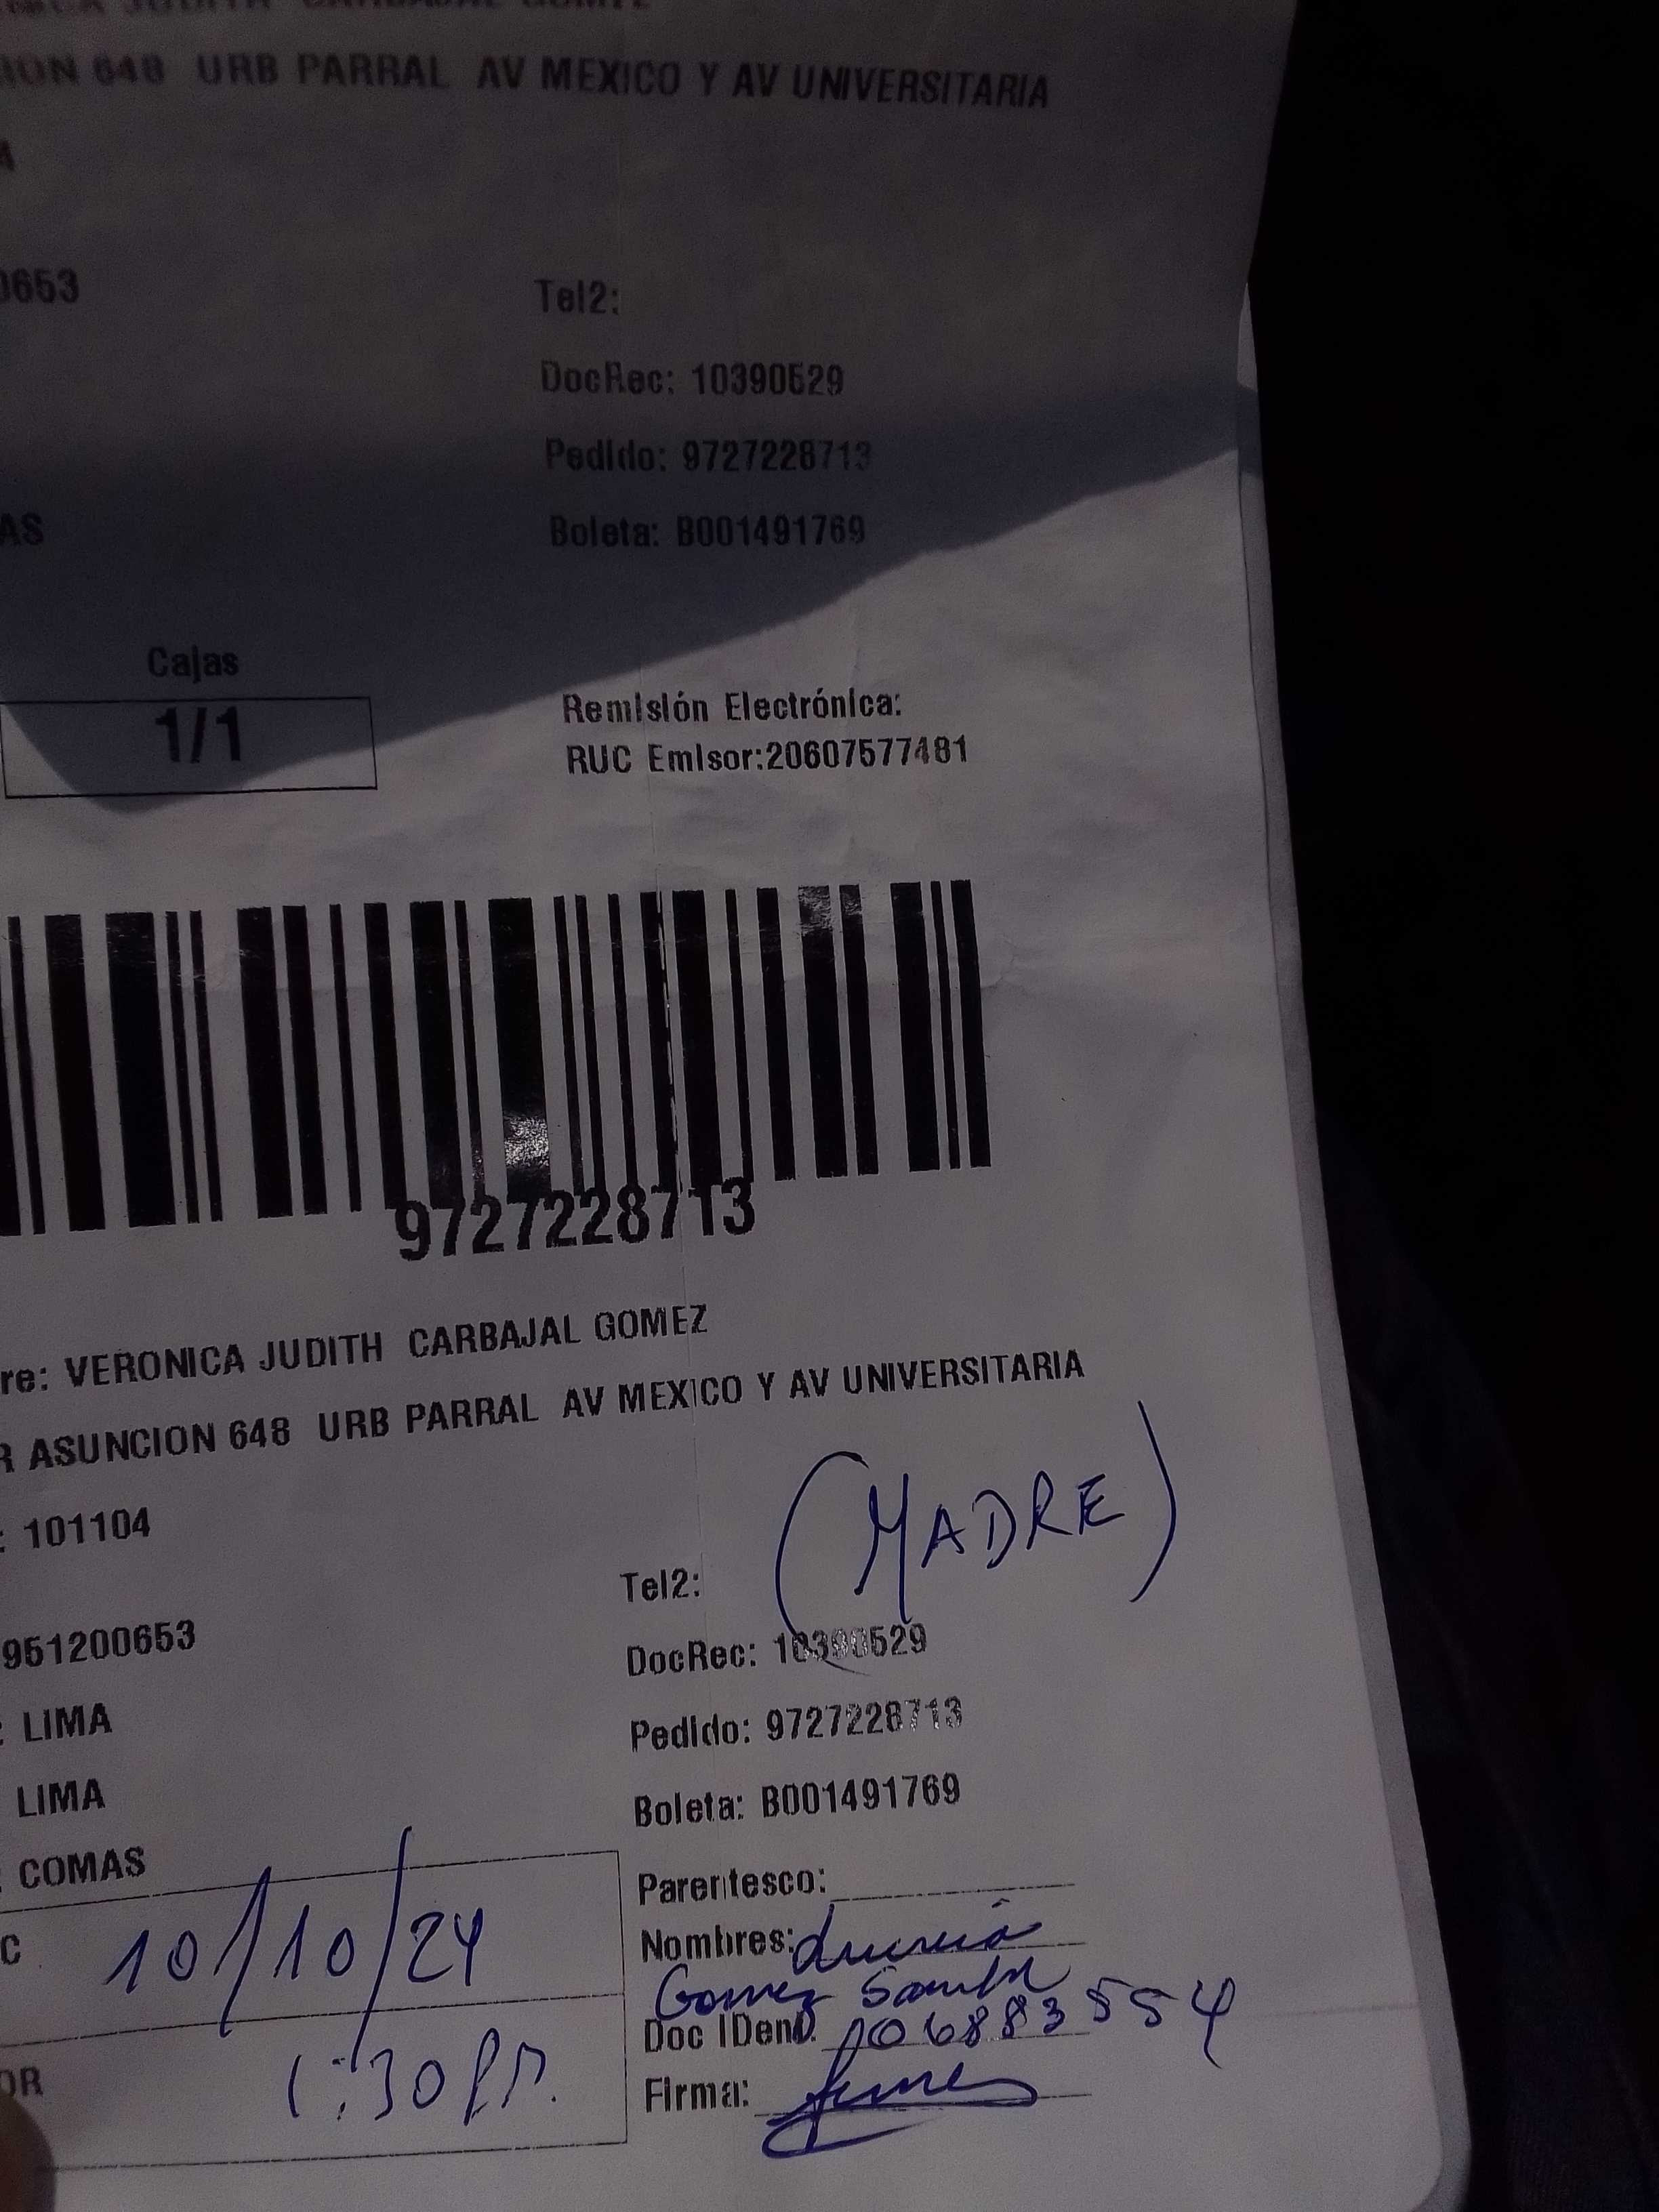 CARBAJAL GOMEZ
ION 648 URB PARRAL AV MEXICO Y AV UNIVERSITARIA
0653
Tel2:
DocRec: 10390529
Pedido: 9727228713
AS
Boleta: B001491769
Cajas
1/1
Remisión Electrónica:
RUC Emisor:20607577481
9727228713
re: VERONICA JUDITH CARBAJAL GOMEZ
R ASUNCION 648 URB PARRAL AV MEXICO Y AV UNIVERSITARIA
: 101104
(MADRE)
Tel2:
951200653
DocRec: 10390529
: LIMA
Pedido: 9727228713
LIMA
Boleta: B001491769
: COMAS
Parentesco:
C 10/10/24
Nombres:
Gomez
Doc IDent.
OR 1:30 P.M.
Firma: